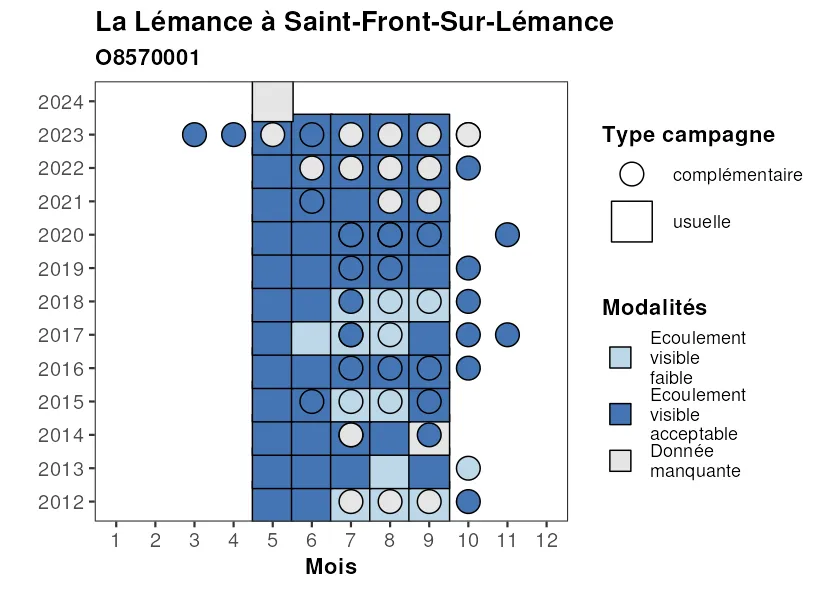 La Lémance à Saint-Front-Sur-Lémance
O8570001
2024
2023
2022
2021
2020
2019
2018
2017
2016
2015
2014
2013
2012
1 2 3 4 5 6 7 8 9 10 11 12
Mois
Type campagne
complémentaire
usuelle
Modalités
Ecoulement
visible
faible
Ecoulement
visible
acceptable
Donnée
manquante